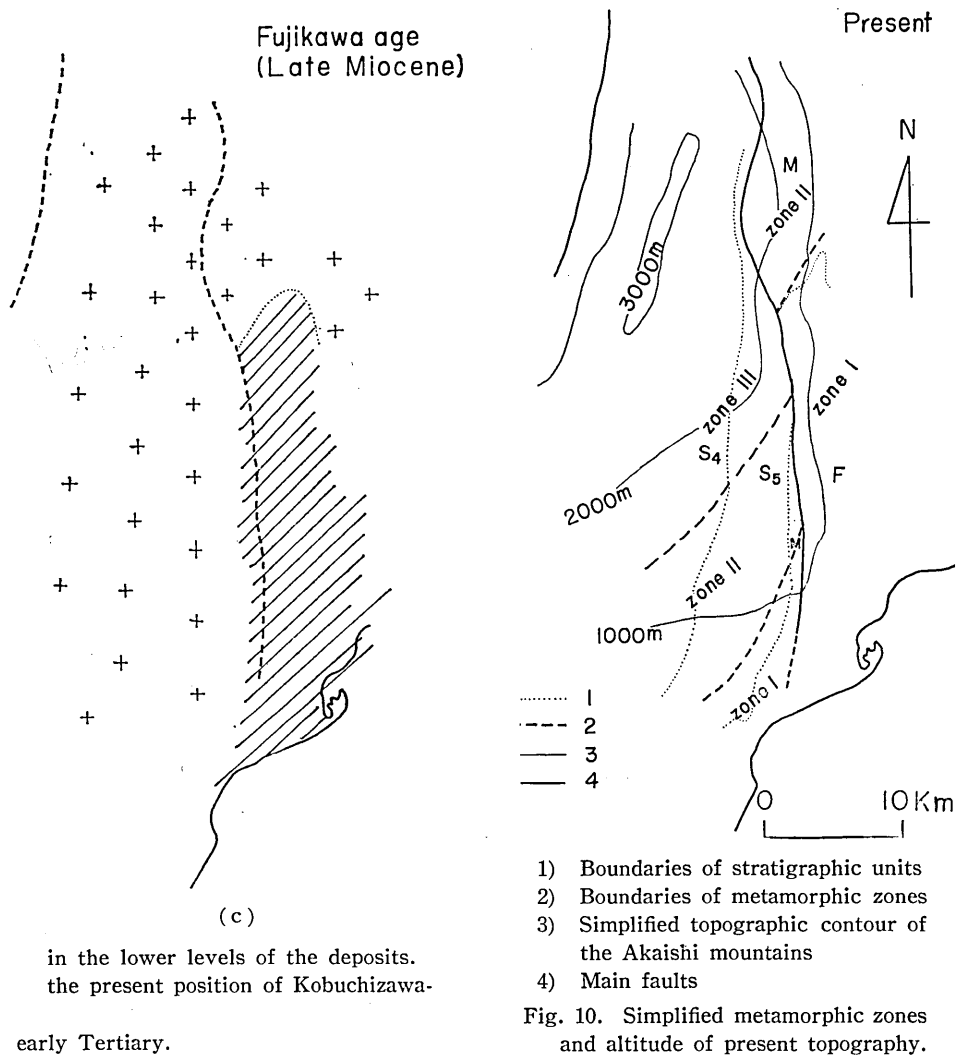 Fujikawa age
(Late Miocene)
(c)
in the lower levels of the deposits.
the present position of Kobuchizawa-
early Tertiary.
Present
N
M
zone II
3000m
zone III
zone I
S4
S5
F
2000m
M
zone II
1000m
zone I
1
2
3
4
0 10 Km
1) Boundaries of stratigraphic units
2) Boundaries of metamorphic zones
3) Simplified topographic contour of
the Akaishi mountains
4) Main faults
Fig. 10. Simplified metamorphic zones
and altitude of present topography.